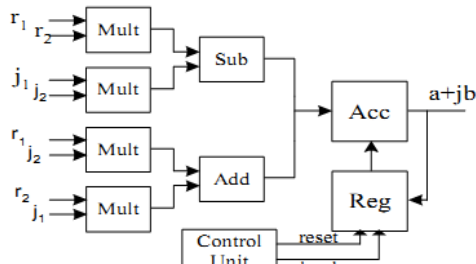 r1
r2
Mult
j1
j2
Mult
Sub
r1
j2
Mult
r2
j1
Mult
Add
Acc
a+jb
Reg
Control
Unit
reset